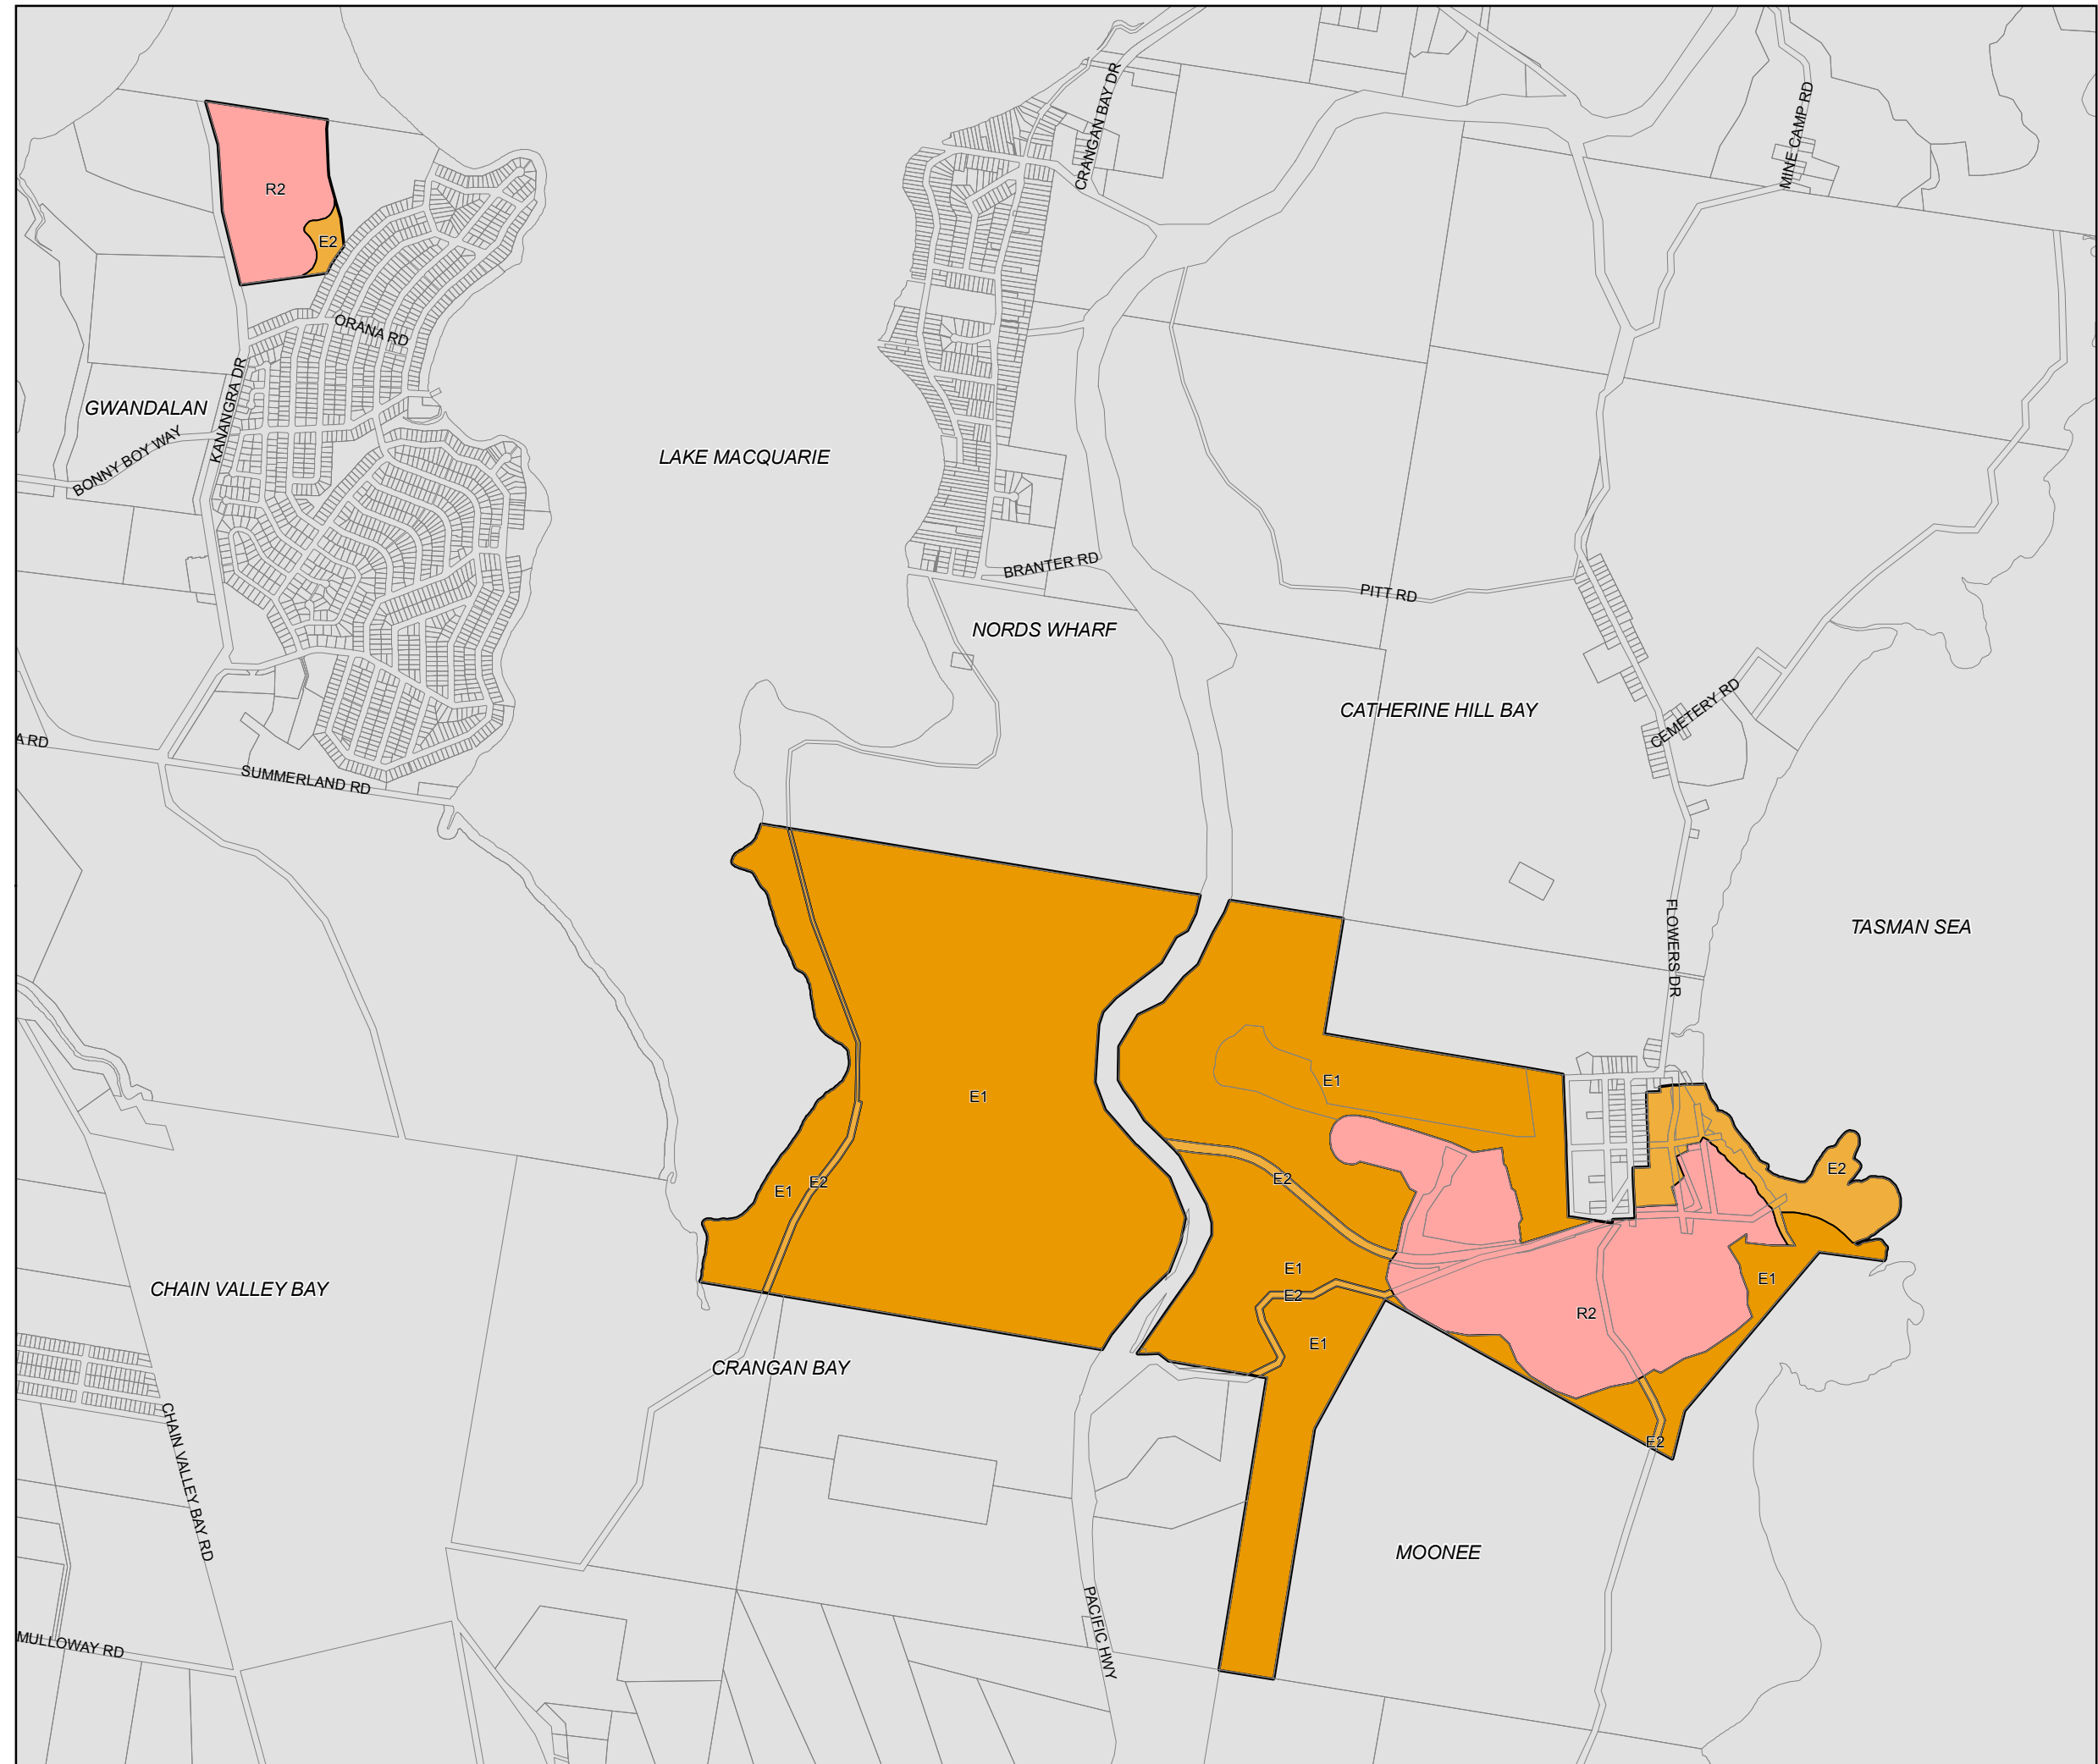 CRANGAN BAY DR
MINE CAMP RD
R2
E2
ORANA RD
GWANDALAN
KANANGRA DR
BONNY BOY WAY
LAKE MACQUARIE
BRANTER RD
PITT RD
NORDS WHARF
CATHERINE HILL BAY
CEMETERY RD
A RD
SUMMERLAND RD
FLOWERS DR
TASMAN SEA
E1
E1
E2
E2
E1
E2
E1
E1
E2
E1
R2
E1
CHAIN VALLEY BAY
CRANGAN BAY
CHAIN VALLEY BAY RD
E2
MOONEE
PACIFIC HWY
MULLOWAY RD